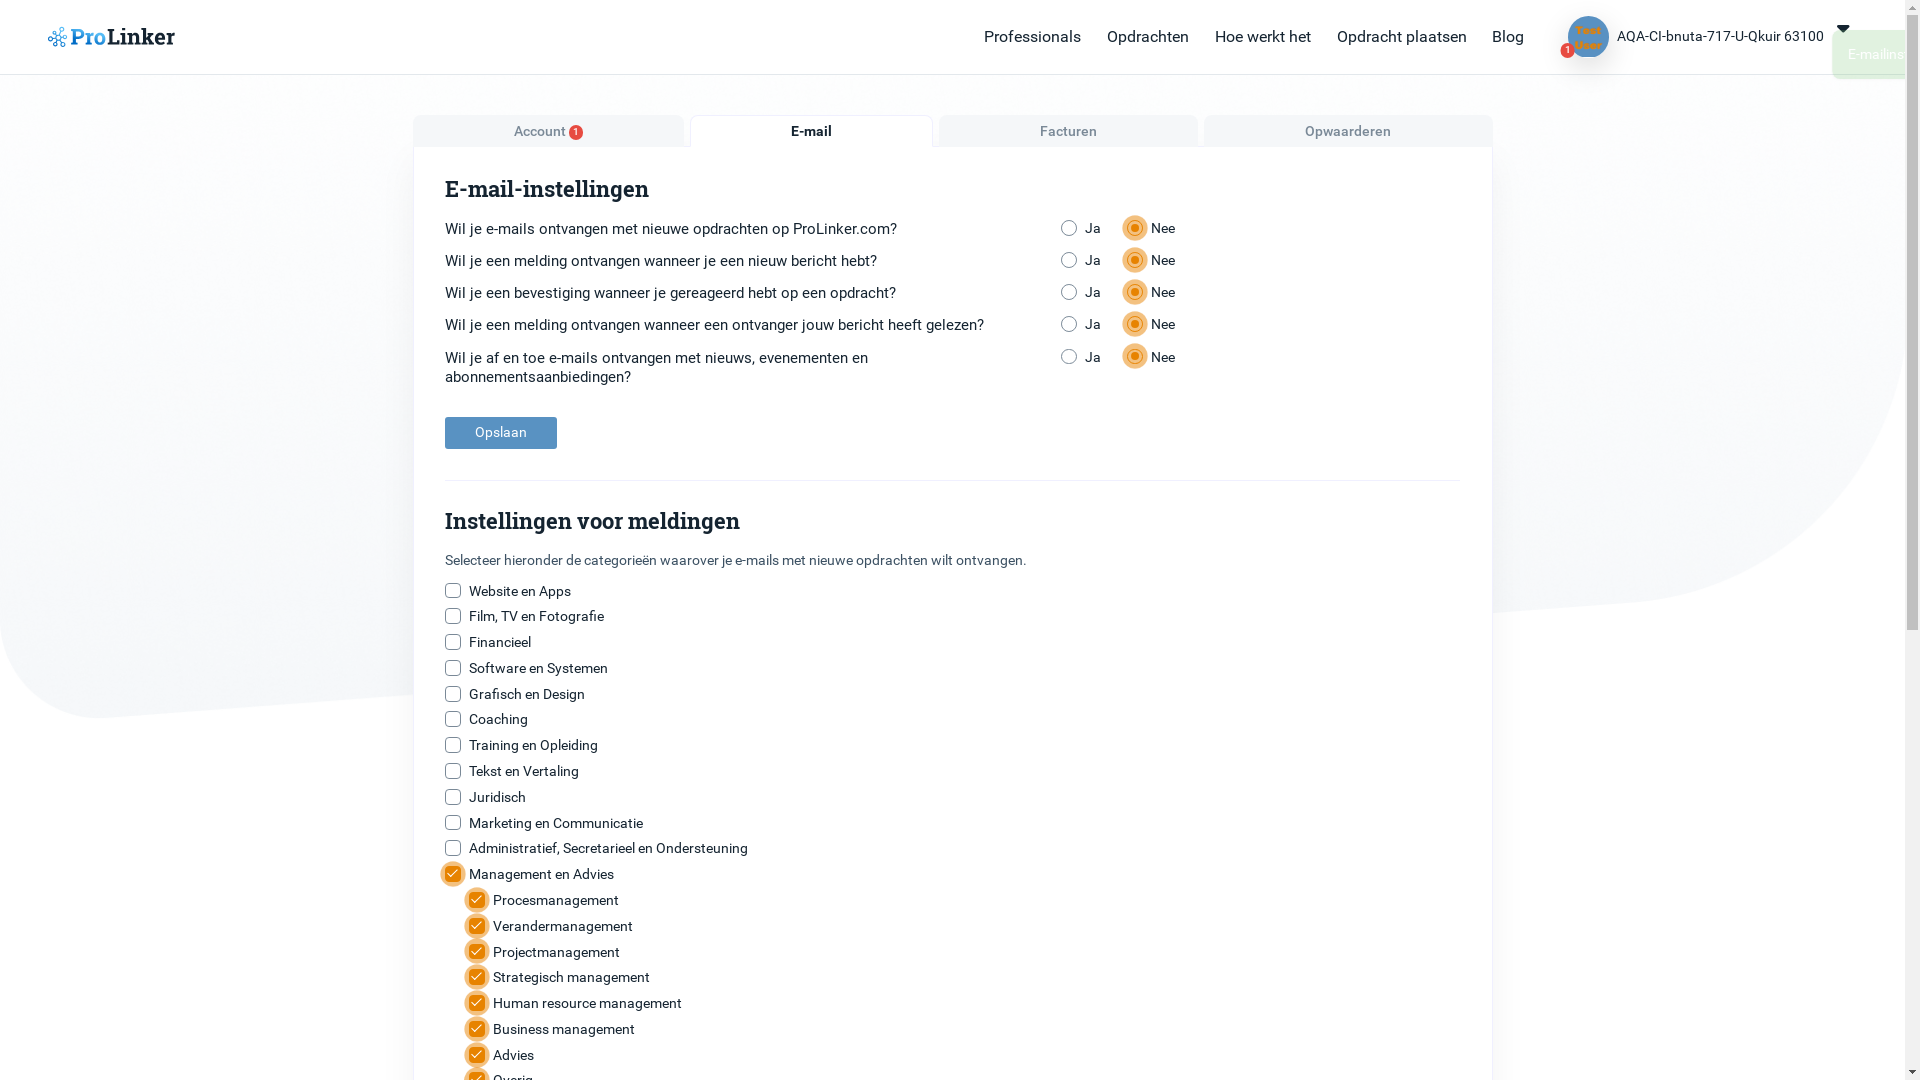 ProLinker
Professionals
Opdrachten
Hoe werkt het
Opdracht plaatsen
Blog
Test
User
1
AQA-CI-bnuta-717-U-Qkuir 63100
Account 1
E-mail
Facturen
Opwaarderen
E-mail-instellingen
Wil je e-mails ontvangen met nieuwe opdrachten op ProLinker.com?
Ja
Nee
Wil je een melding ontvangen wanneer je een nieuw bericht hebt?
Ja
Nee
Wil je een bevestiging wanneer je gereageerd hebt op een opdracht?
Ja
Nee
Wil je een melding ontvangen wanneer een ontvanger jouw bericht heeft gelezen?
Ja
Nee
Wil je af en toe e-mails ontvangen met nieuws, evenementen en
abonnementsaanbiedingen?
Ja
Nee
Opslaan
Instellingen voor meldingen
Selecteer hieronder de categorieën waarover je e-mails met nieuwe opdrachten wilt ontvangen.
Website en Apps
Film, TV en Fotografie
Financieel
Software en Systemen
Grafisch en Design
Coaching
Training en Opleiding
Tekst en Vertaling
Juridisch
Marketing en Communicatie
Administratief, Secretarieel en Ondersteuning
Management en Advies
Procesmanagement
Verandermanagement
Projectmanagement
Strategisch management
Human resource management
Business management
Advies
Overig